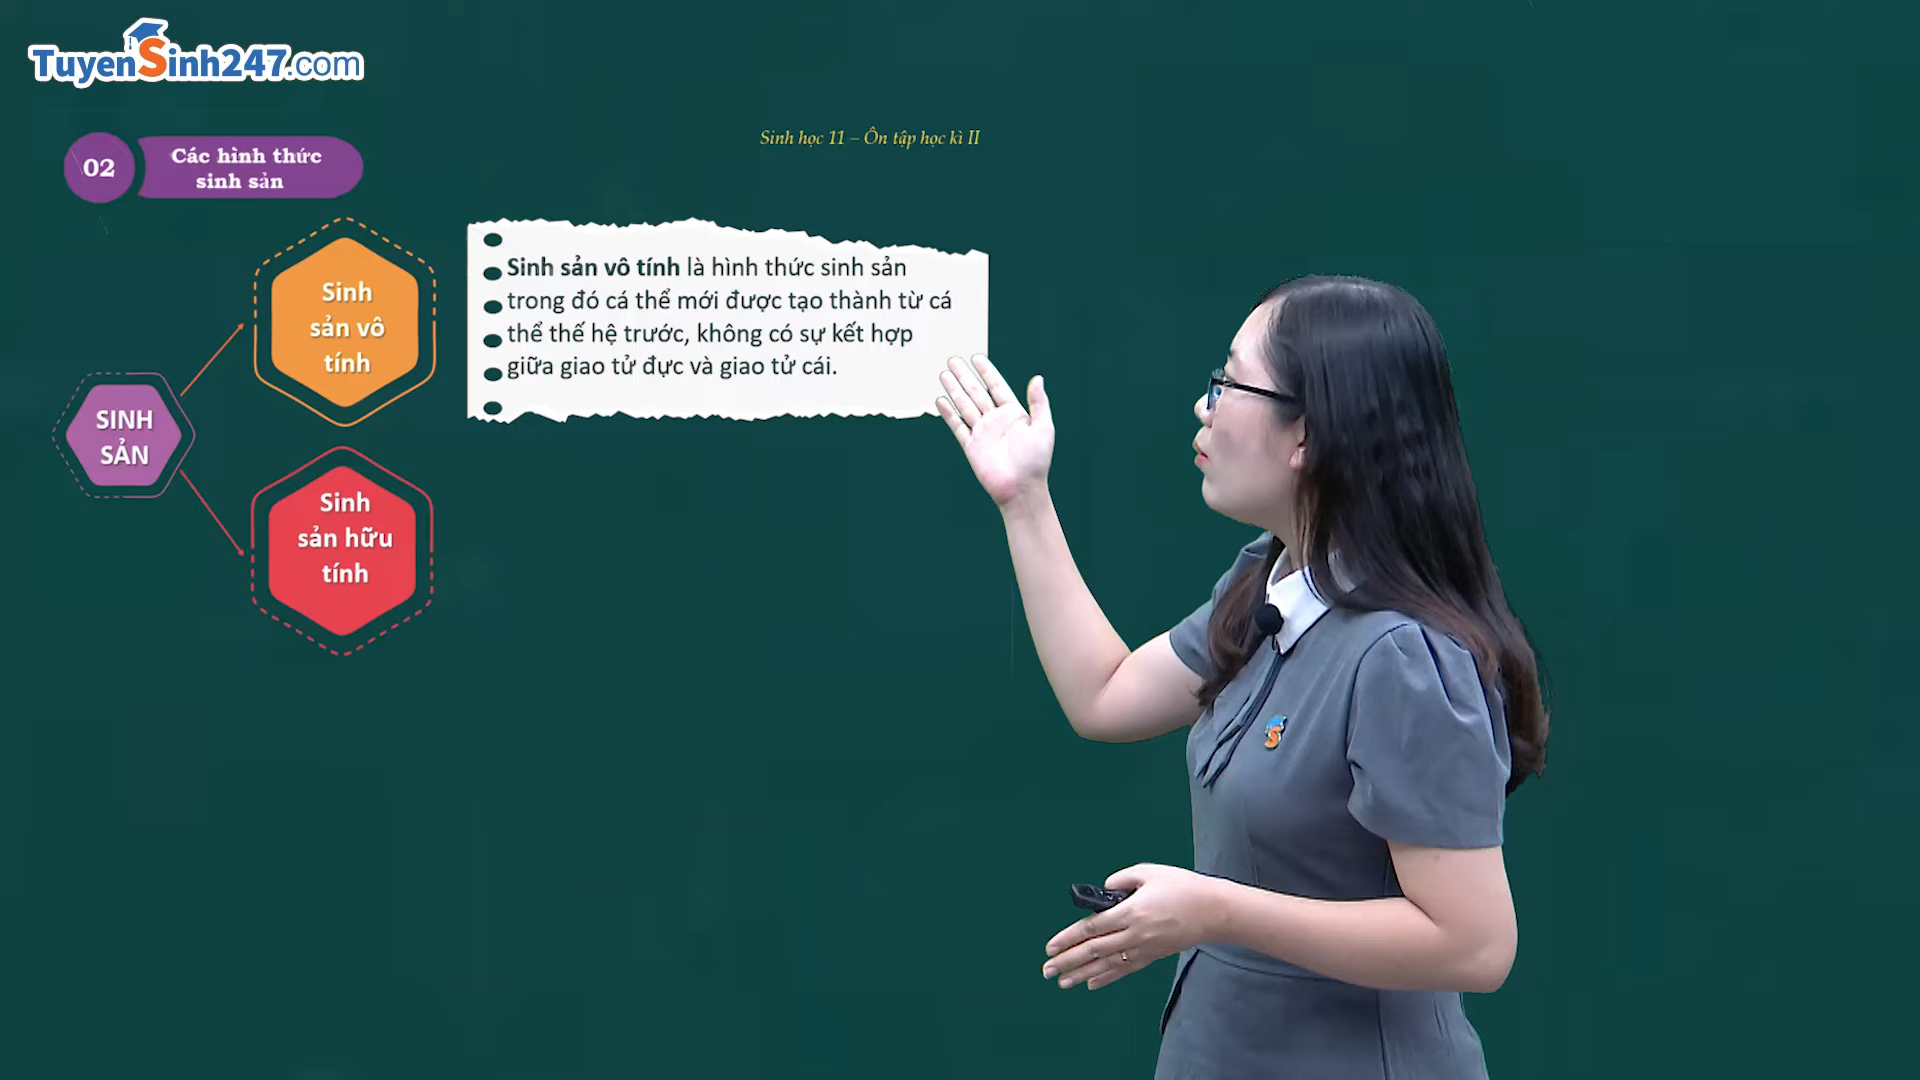 TuyenSinh247.com
Sinh học 11 – Ôn tập học kì II
02
Các hình thức
sinh sản
Sinh
sản vô
tính
Sinh sản vô tính là hình thức sinh sản
trong đó cá thể mới được tạo thành từ cá
thể thế hệ trước, không có sự kết hợp
giữa giao tử đực và giao tử cái.
SINH
SẢN
Sinh
sản hữu
tính